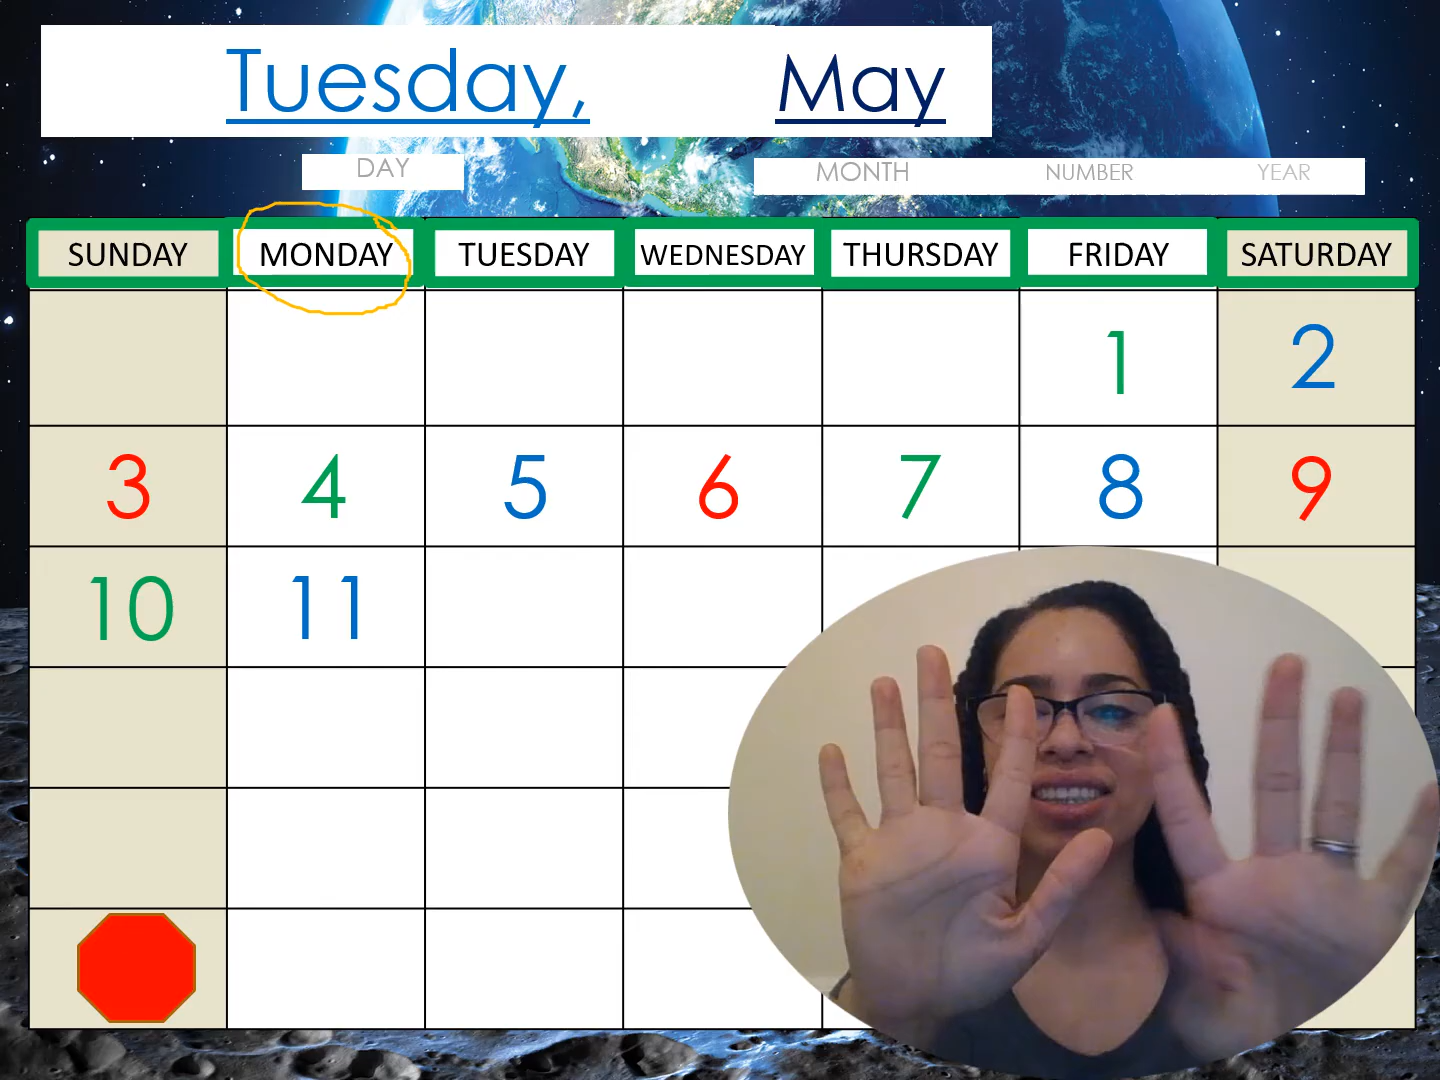 Tuesday, May
DAY MONTH NUMBER YEAR
SUNDAY MONDAY TUESDAY WEDNESDAY THURSDAY FRIDAY SATURDAY
1 2
3 4 5 6 7 8 9
10 11